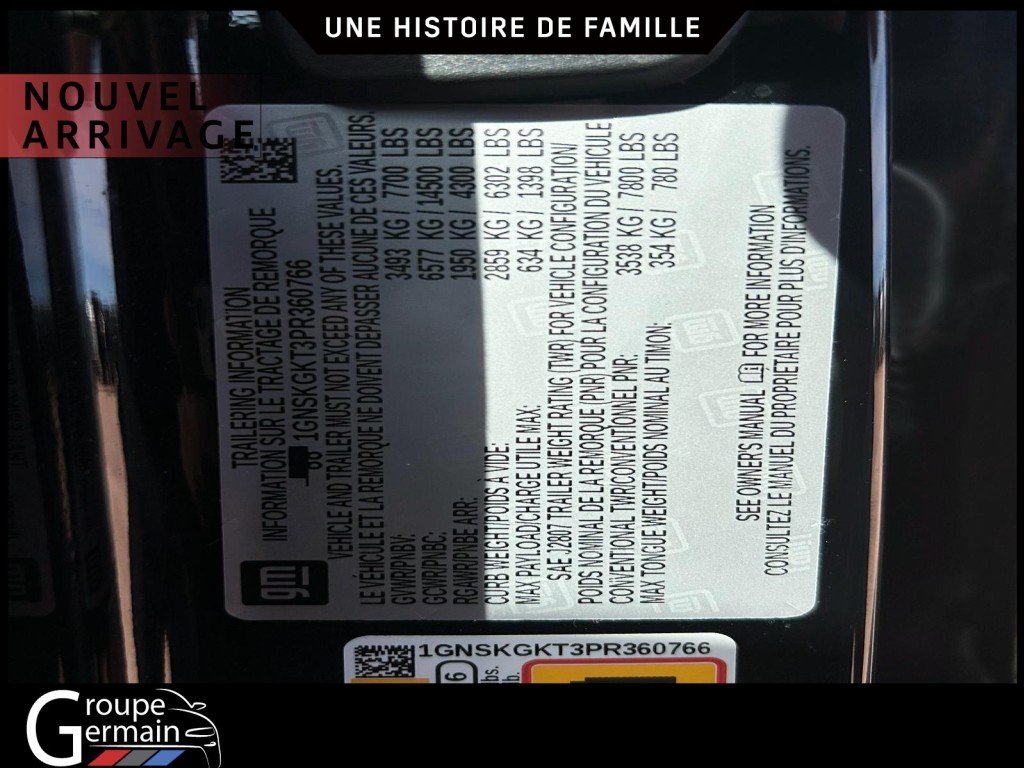 UNE HISTOIRE DE FAMILLE
NOUVEL
ARRIVAGE
TRAILERING INFORMATION
INFORMATION SUR LE TRACTAGE DE REMORQUE
1GNSKGKT3PR360766
VEHICLE AND TRAILER MUST NOT EXCEED ANY OF THESE VALUES.
LE VÉHICULE ET LA REMORQUE NE DOIVENT DÉPASSER AUCUNE DE CES VALEURS.
GVWR/PNBV: 3493 KG / 7700 LBS
GCWR/PNBC: 6577 KG / 14500 LBS
RGAWR/PNBE ARR: 1950 KG / 4300 LBS
CURB WEIGHT/POIDS À VIDE: 2859 KG / 6302 LBS
MAX PAYLOAD/CHARGE UTILE MAX: 634 KG / 1398 LBS
SAE J2807 TRAILER WEIGHT RATING (TWR) FOR VEHICLE CONFIGURATION/
POIDS NOMINAL DE LA REMORQUE (PNR) POUR LA CONFIGURATION DU VÉHICULE
CONVENTIONAL TWR/CONVENTIONNEL PNR: 3538 KG / 7800 LBS
MAX TONGUE WEIGHT/POIDS NOMINAL AU TIMON: 354 KG / 780 LBS
SEE OWNER'S MANUAL FOR MORE INFORMATION
CONSULTEZ LE MANUEL DU PROPRIÉTAIRE POUR PLUS D'INFORMATIONS.
gm
1GNSKGKT3PR360766
6
lbs.
lb.
Groupe
Germain